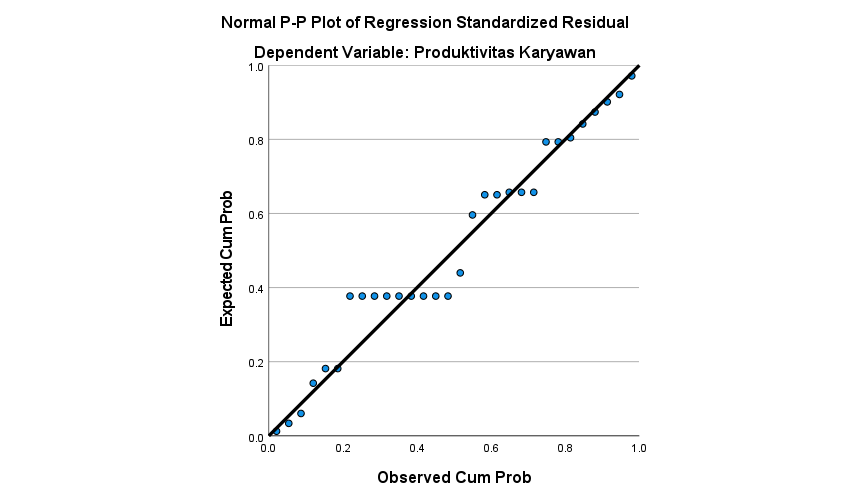 Normal P-P Plot of Regression Standardized Residual
Dependent Variable: Produktivitas Karyawan
1.0
0.8
0.6
0.4
0.2
0.0
Expected Cum Prob
0.0 0.2 0.4 0.6 0.8 1.0
Observed Cum Prob